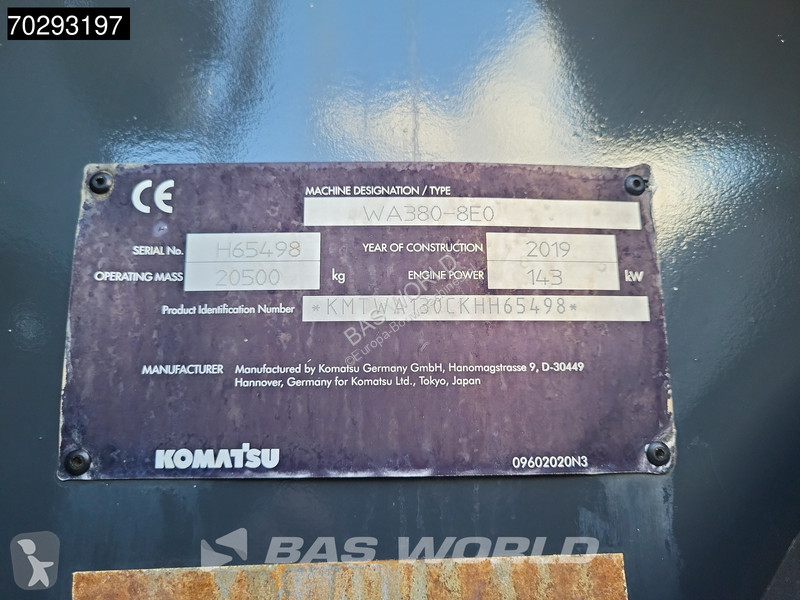 70293197
CE
MACHINE DESIGNATION / TYPE
WA380-8E0
SERIAL No. H65498 YEAR OF CONSTRUCTION 2019
OPERATING MASS 20500 kg ENGINE POWER 143 kW
Product Identification Number *KMTWA130CKHH65498*
MANUFACTURER Manufactured by Komatsu Germany GmbH, Hanomagstrasse 9, D-30449
Hannover, Germany for Komatsu Ltd., Tokyo, Japan
KOMATSU 09602020N3
BAS WORLD
BAS WORLD